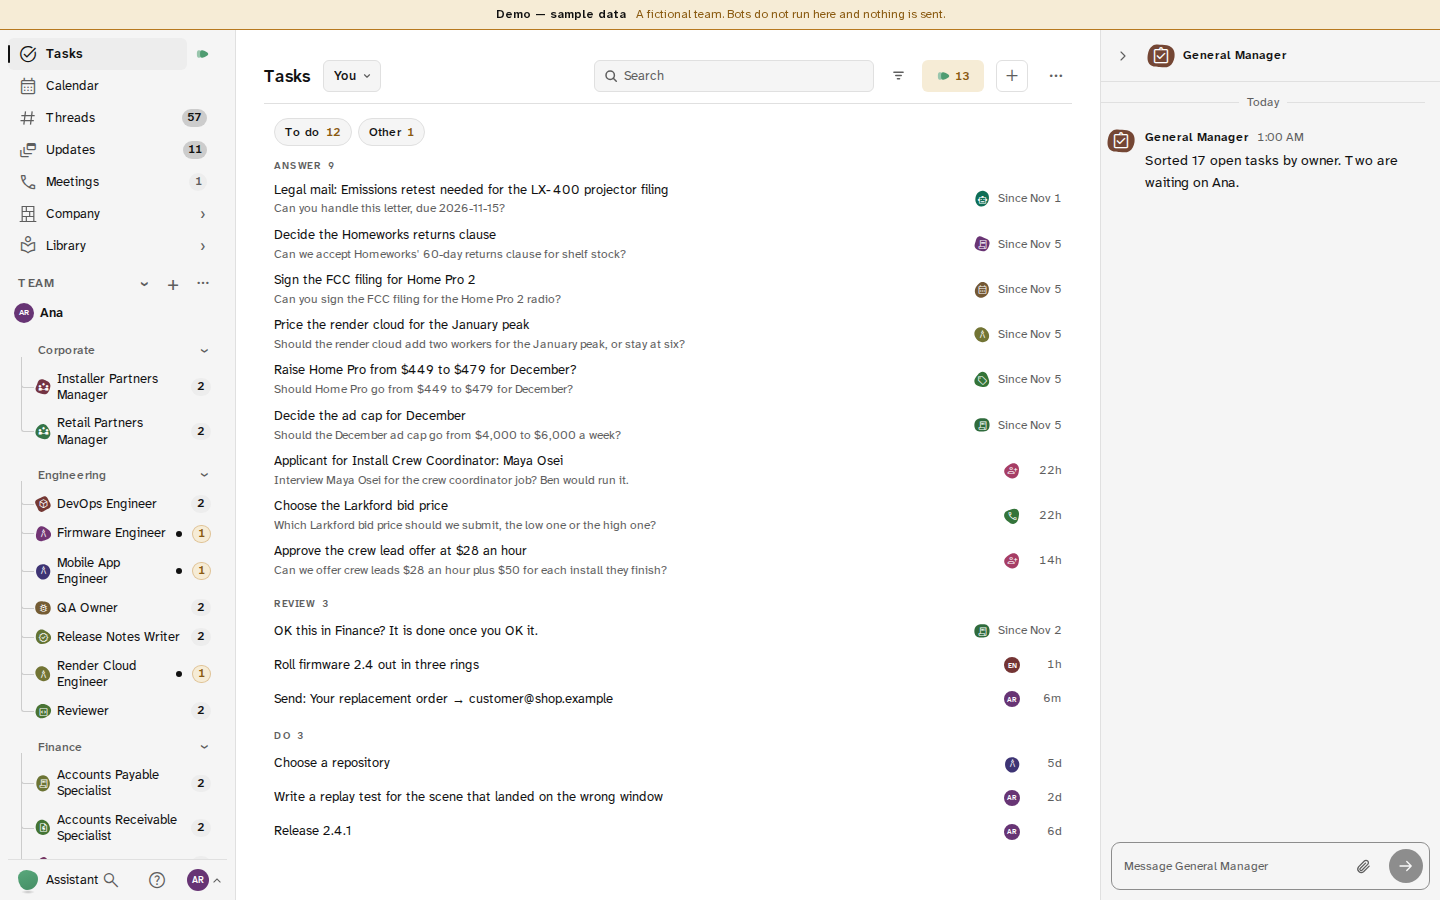 Demo — sample data A fictional team. Bots do not run here and nothing is sent.
Tasks
Calendar
Threads 57
Updates 11
Meetings 1
Company
Library
TEAM
AR Ana
Corporate
Installer Partners Manager 2
Retail Partners Manager 2
Engineering
DevOps Engineer 2
Firmware Engineer 1
Mobile App Engineer 1
QA Owner 2
Release Notes Writer 2
Render Cloud Engineer 1
Reviewer 2
Finance
Accounts Payable Specialist 2
Accounts Receivable Specialist 2
Assistant AR
Tasks You Search 13
To do 12 Other 1
ANSWER 9
Legal mail: Emissions retest needed for the LX-400 projector filing
Can you handle this letter, due 2026-11-15? Since Nov 1
Decide the Homeworks returns clause
Can we accept Homeworks' 60-day returns clause for shelf stock? Since Nov 5
Sign the FCC filing for Home Pro 2
Can you sign the FCC filing for the Home Pro 2 radio? Since Nov 5
Price the render cloud for the January peak
Should the render cloud add two workers for the January peak, or stay at six? Since Nov 5
Raise Home Pro from $449 to $479 for December?
Should Home Pro go from $449 to $479 for December? Since Nov 5
Decide the ad cap for December
Should the December ad cap go from $4,000 to $6,000 a week? Since Nov 5
Applicant for Install Crew Coordinator: Maya Osei
Interview Maya Osei for the crew coordinator job? Ben would run it. 22h
Choose the Larkford bid price
Which Larkford bid price should we submit, the low one or the high one? 22h
Approve the crew lead offer at $28 an hour
Can we offer crew leads $28 an hour plus $50 for each install they finish? 14h
REVIEW 3
OK this in Finance? It is done once you OK it. Since Nov 2
Roll firmware 2.4 out in three rings EN 1h
Send: Your replacement order → customer@shop.example AR 6m
DO 3
Choose a repository 5d
Write a replay test for the scene that landed on the wrong window AR 2d
Release 2.4.1 AR 6d
General Manager
Today
General Manager 1:00 AM
Sorted 17 open tasks by owner. Two are
waiting on Ana.
Message General Manager